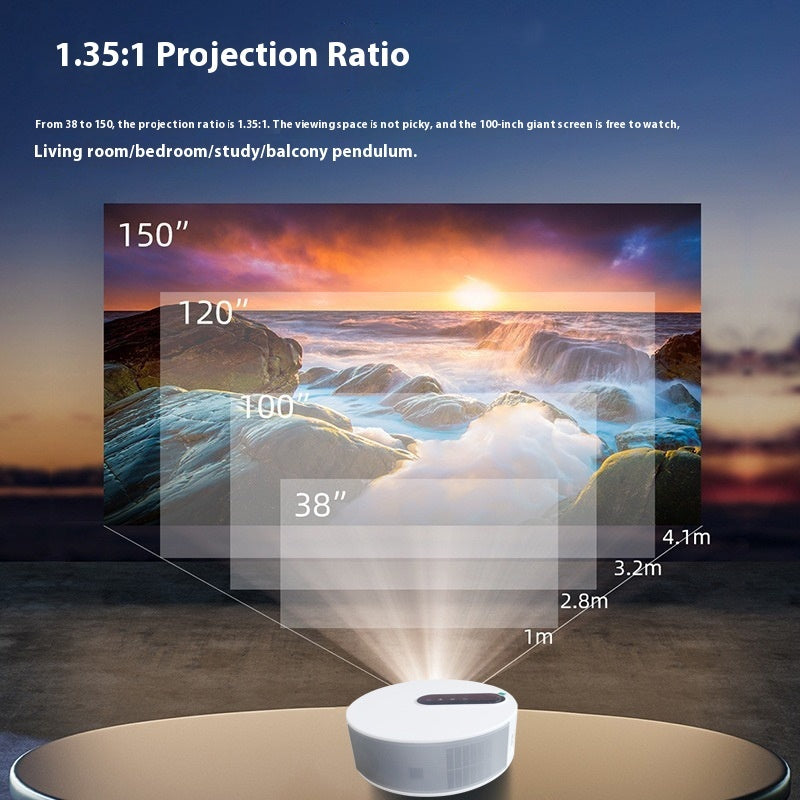 1.35:1 Projection Ratio
From 38 to 150, the projection ratio is 1.35:1. The viewing space is not picky, and the 100-inch giant screen is free to watch,
Living room/bedroom/study/balcony pendulum.
150”
120”
100”
38”
4.1m
3.2m
2.8m
1m